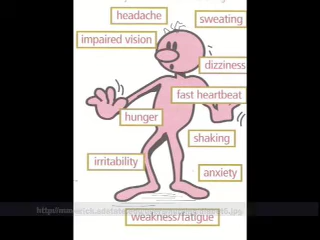 headache
sweating
impaired vision
dizziness
fast heartbeat
hunger
shaking
irritability
anxiety
weakness/fatigue